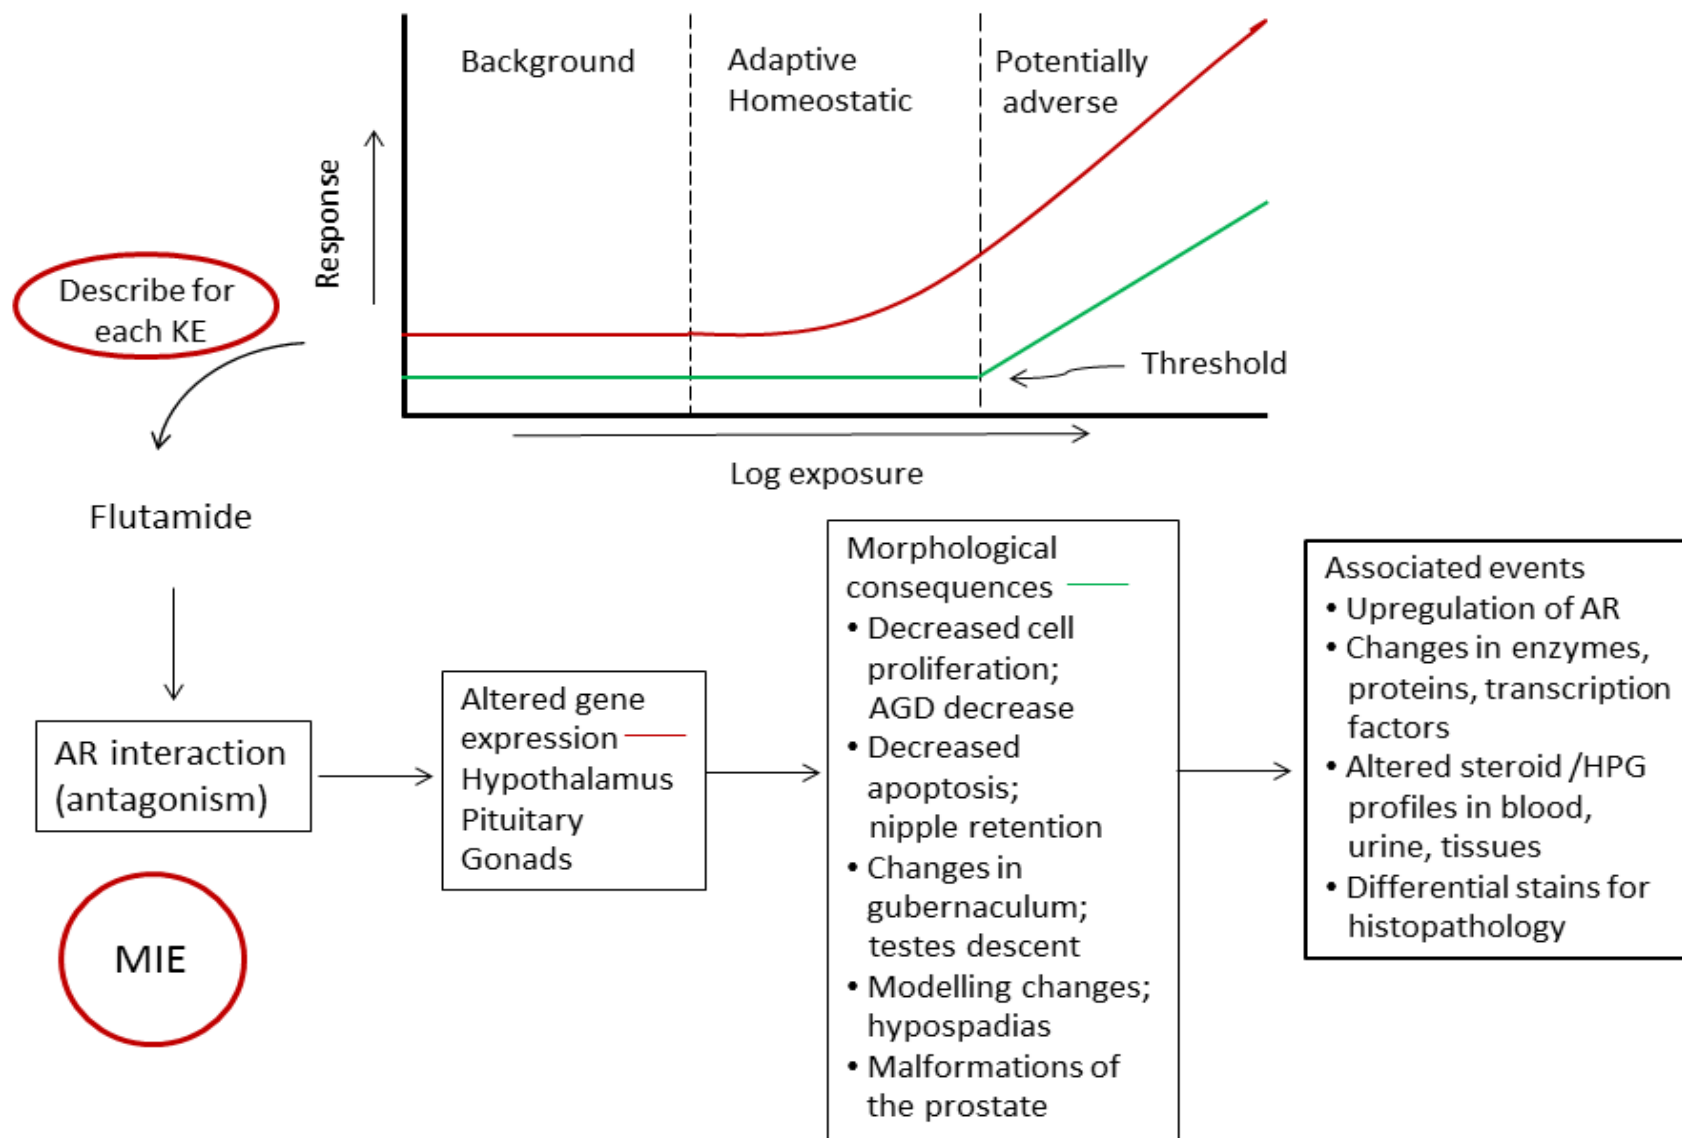 Background
Adaptive
Homeostatic
Potentially
adverse
Response
Describe for
each KE
Threshold
Log exposure
Flutamide
AR interaction
(antagonism)
MIE
Altered gene
expression
Hypothalamus
Pituitary
Gonads
Morphological
consequences
• Decreased cell
proliferation;
AGD decrease
• Decreased
apoptosis;
nipple retention
• Changes in
gubernaculum;
testes descent
• Modelling changes;
hypospadias
• Malformations of
the prostate
Associated events
• Upregulation of AR
• Changes in enzymes,
proteins, transcription
factors
• Altered steroid /HPG
profiles in blood,
urine, tissues
• Differential stains for
histopathology